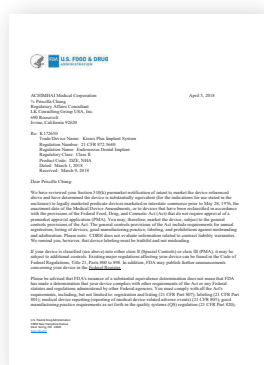 FDA U.S. FOOD & DRUG
ADMINISTRATION
ACHIMHAI Medical Corporation
℅ Priscilla Chung
Regulatory Affairs Consultant
LK Consulting Group USA, Inc.
690 Roosevelt
Irvine, California 92620
April 5, 2018
Re: K172650
Trade/Device Name: Kisses Plus Implant System
Regulation Number: 21 CFR 872.3640
Regulation Name: Endosseous Dental Implant
Regulatory Class: Class II
Product Code: DZE, NHA
Dated: March 1, 2018
Received: March 9, 2018
Dear Priscilla Chung:
We have reviewed your Section 510(k) premarket notification of intent to market the device referenced
above and have determined the device is substantially equivalent (for the indications for use stated in the
enclosure) to legally marketed predicate devices marketed in interstate commerce prior to May 28, 1976, the
enactment date of the Medical Device Amendments, or to devices that have been reclassified in accordance
with the provisions of the Federal Food, Drug, and Cosmetic Act (Act) that do not require approval of a
premarket approval application (PMA). You may, therefore, market the device, subject to the general
controls provisions of the Act. The general controls provisions of the Act include requirements for annual
registration, listing of devices, good manufacturing practice, labeling, and prohibitions against misbranding
and adulteration. Please note: CDRH does not evaluate information related to contract liability warranties.
We remind you, however, that device labeling must be truthful and not misleading.
If your device is classified (see above) into either class II (Special Controls) or class III (PMA), it may be
subject to additional controls. Existing major regulations affecting your device can be found in the Code of
Federal Regulations, Title 21, Parts 800 to 898. In addition, FDA may publish further announcements
concerning your device in the Federal Register.
Please be advised that FDA's issuance of a substantial equivalence determination does not mean that FDA
has made a determination that your device complies with other requirements of the Act or any Federal
statutes and regulations administered by other Federal agencies. You must comply with all the Act's
requirements, including, but not limited to: registration and listing (21 CFR Part 807); labeling (21 CFR Part
801); medical device reporting (reporting of medical device-related adverse events) (21 CFR 803); good
manufacturing practice requirements as set forth in the quality systems (QS) regulation (21 CFR Part 820);
U.S. Food & Drug Administration
10903 New Hampshire Avenue
Silver Spring, MD 20993
www.fda.gov